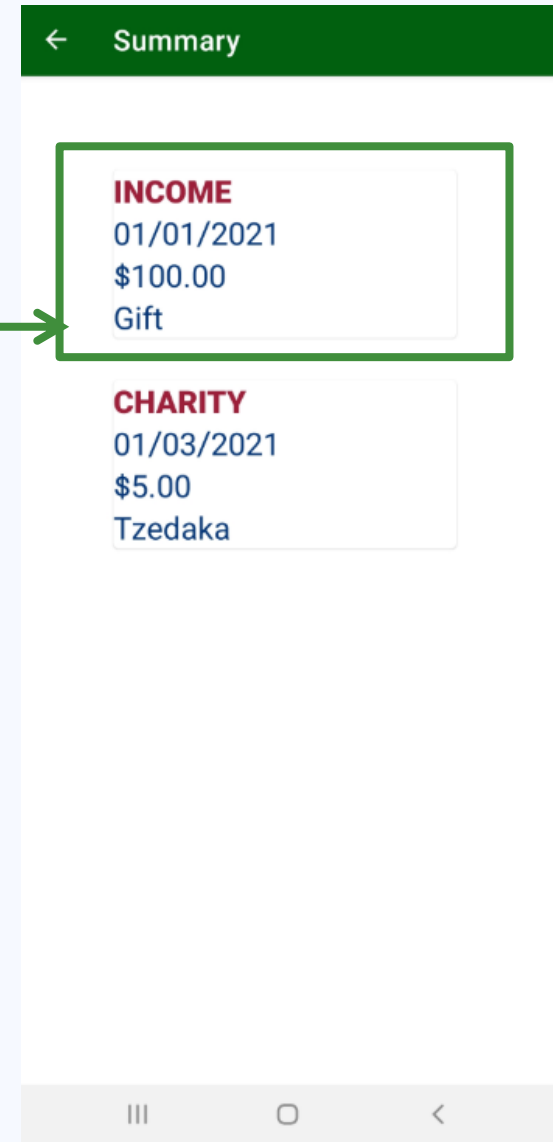 Summary
INCOME
01/01/2021
$100.00
Gift
CHARITY
01/03/2021
$5.00
Tzedaka